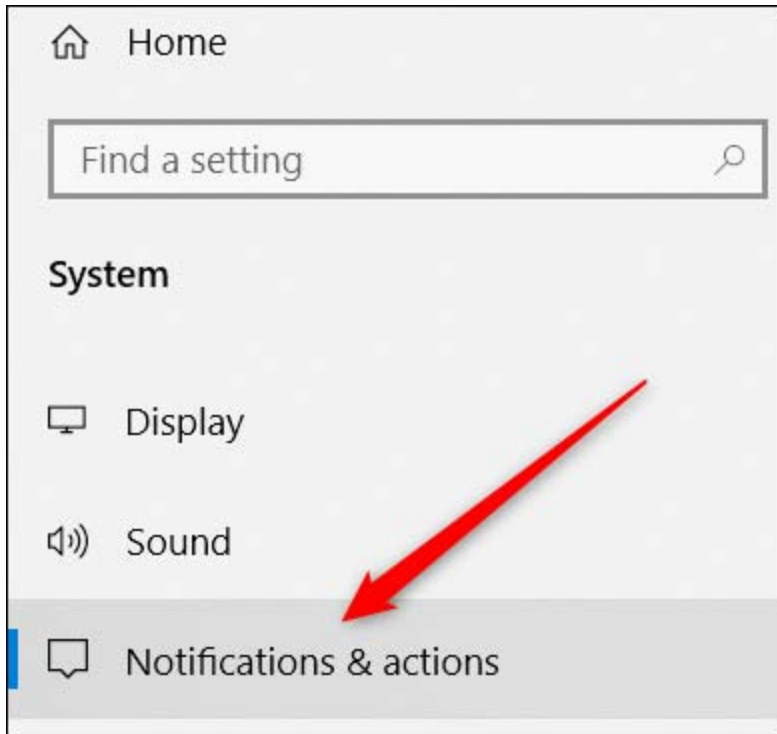 Home
Find a setting
System
Display
Sound
Notifications & actions